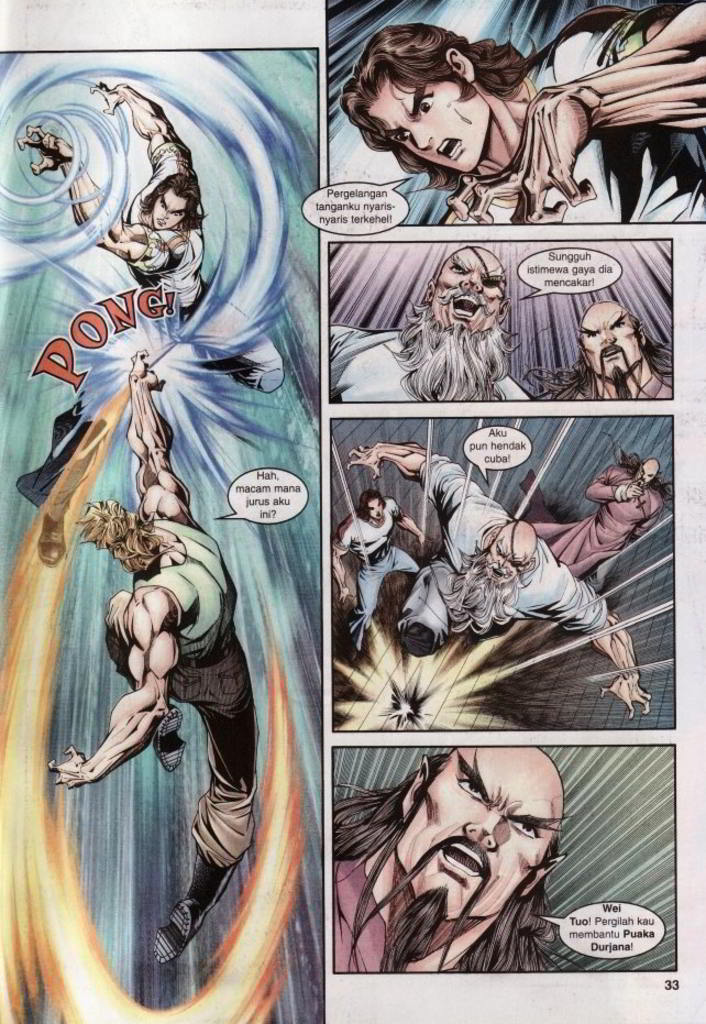 PONG!
Hah,
macam mana
jurus aku
ini?
Pergelangan
tanganku nyaris-
nyaris terkehel!
Sungguh
istimewa gaya dia
mencakar!
Aku
pun hendak
cuba!
Wei
Tuo! Pergilah kau
membantu Puaka
Durjana!
33